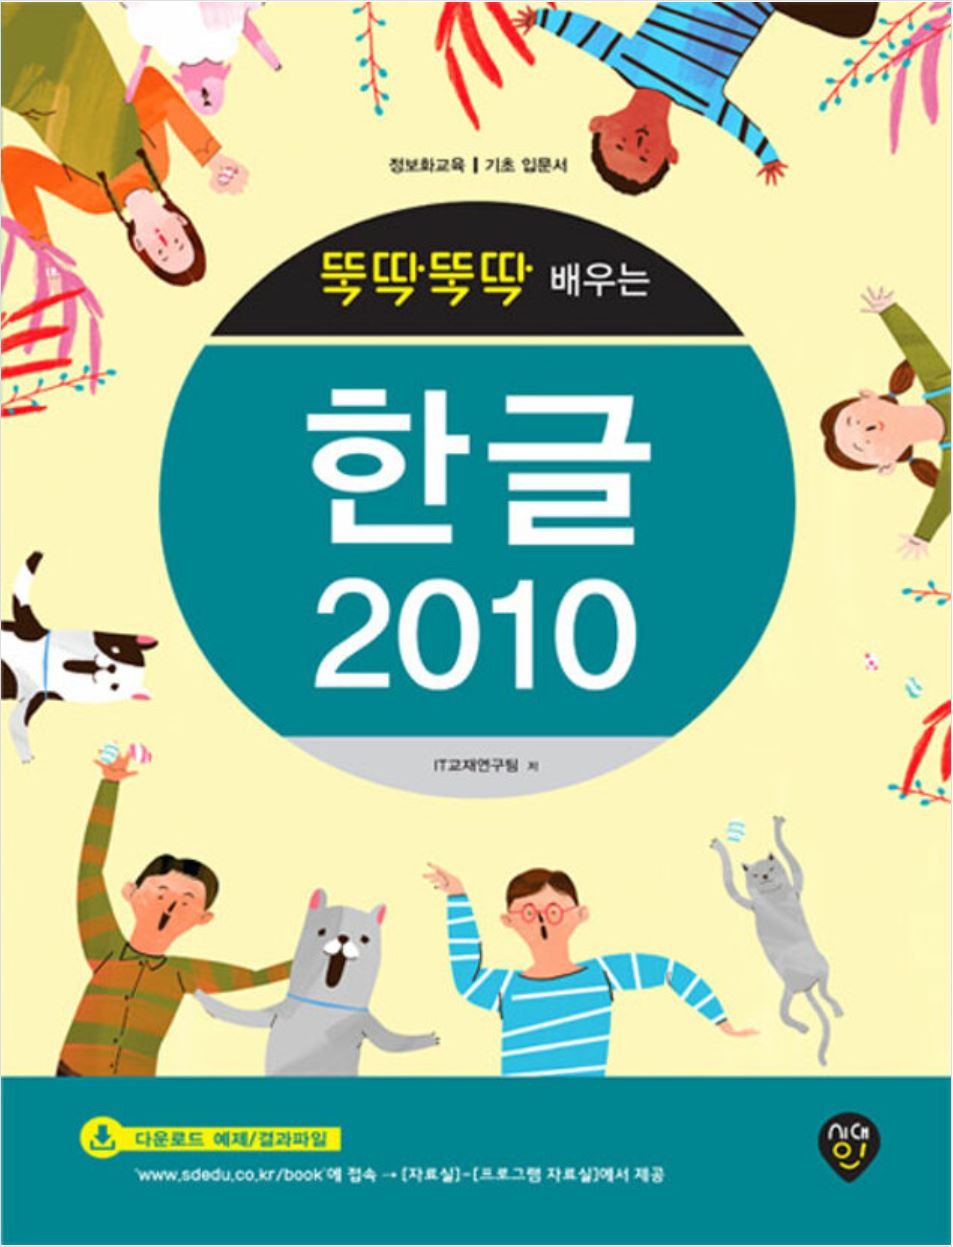 정보화교육 | 기초 입문서
뚝딱뚝딱 배우는
한글
2010
IT교재연구팀 저
다운로드 예제/결과파일
'www.sdedu.co.kr/book'에 접속 → [자료실]-[프로그램 자료실]에서 제공
시대
인